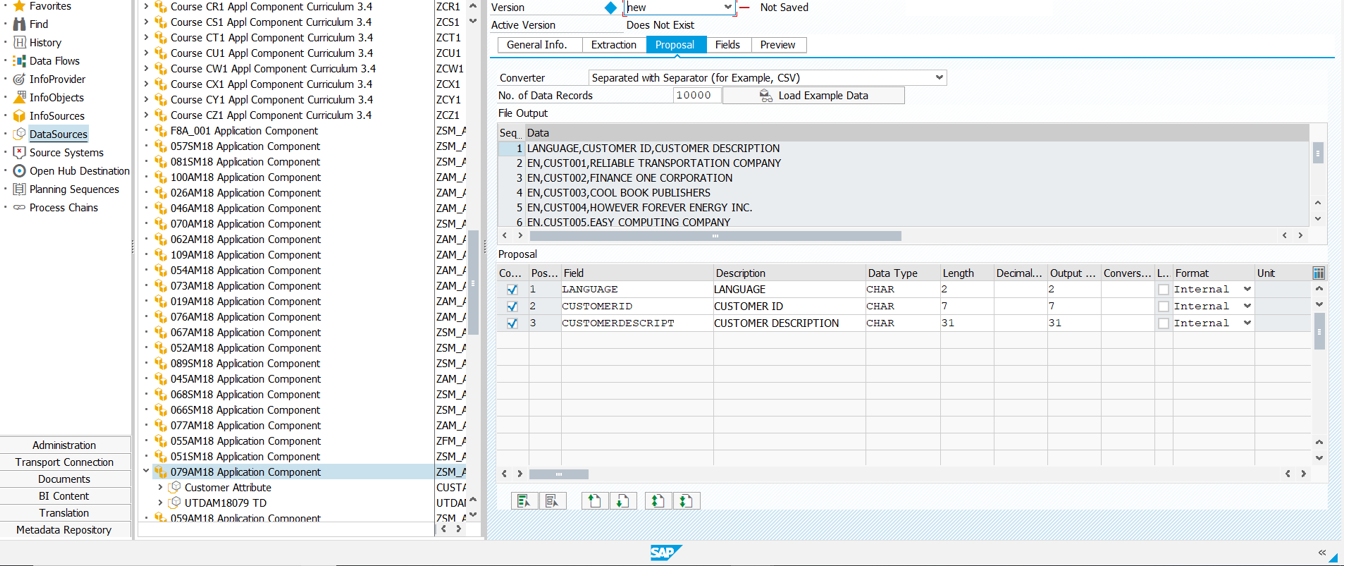 Favorites
Find
History
Data Flows
InfoProvider
InfoObjects
InfoSources
DataSources
Source Systems
Open Hub Destination
Planning Sequences
Process Chains
Administration
Transport Connection
Documents
BI Content
Translation
Metadata Repository
Course CR1 Appl Component Curriculum 3.4 ZCR1
Course CS1 Appl Component Curriculum 3.4 ZCS1
Course CT1 Appl Component Curriculum 3.4 ZCT1
Course CU1 Appl Component Curriculum 3.4 ZCU1
Course CW1 Appl Component Curriculum 3.4 ZCW1
Course CX1 Appl Component Curriculum 3.4 ZCX1
Course CY1 Appl Component Curriculum 3.4 ZCY1
Course CZ1 Appl Component Curriculum 3.4 ZCZ1
F8A_001 Application Component ZSM_A
057SM18 Application Component ZSM_A
081SM18 Application Component ZSM_A
100AM18 Application Component ZAM_A
026AM18 Application Component ZAM_A
046AM18 Application Component ZAM_A
070AM18 Application Component ZSM_A
062AM18 Application Component ZAM_A
109AM18 Application Component ZAM_A
054AM18 Application Component ZAM_A
073AM18 Application Component ZAM_A
019AM18 Application Component ZAM_A
076AM18 Application Component ZAM_A
067AM18 Application Component ZSM_A
052AM18 Application Component ZSM_A
089SM18 Application Component ZSM_A
045AM18 Application Component ZAM_A
068SM18 Application Component ZSM_A
066SM18 Application Component ZSM_A
077AM18 Application Component ZAM_A
055AM18 Application Component ZFM_A
051SM18 Application Component ZSM_A
079AM18 Application Component ZSM_A
Customer Attribute CUSTA
UTDAM18079 TD UTDAM
059AM18 Application Component ZSM_A
Version new Not Saved
Active Version Does Not Exist
General Info. Extraction Proposal Fields Preview
Converter Separated with Separator (for Example, CSV)
No. of Data Records 10000 Load Example Data
File Output
Seq.. Data
1 LANGUAGE,CUSTOMER ID,CUSTOMER DESCRIPTION
2 EN,CUST001,RELIABLE TRANSPORTATION COMPANY
3 EN,CUST002,FINANCE ONE CORPORATION
4 EN,CUST003,COOL BOOK PUBLISHERS
5 EN,CUST004,HOWEVER FOREVER ENERGY INC.
6 EN,CUST005,EASY COMPUTING COMPANY
Proposal
Co... Pos... Field Description Data Type Length Decimal... Output ... Convers... L... Format Unit
1 LANGUAGE LANGUAGE CHAR 2 2 Internal
2 CUSTOMERID CUSTOMER ID CHAR 7 7 Internal
3 CUSTOMERDESCRIPT CUSTOMER DESCRIPTION CHAR 31 31 Internal
SAP